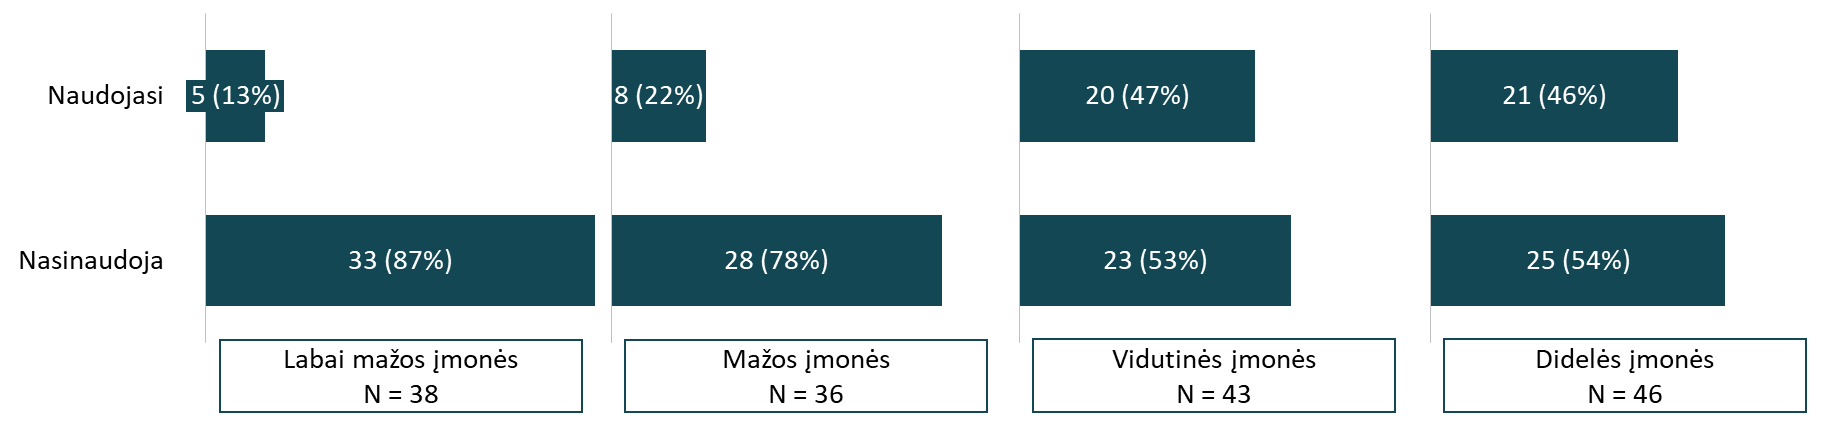 Naudojasi
5 (13%)
8 (22%)
20 (47%)
21 (46%)
Nasinaudoja
33 (87%)
28 (78%)
23 (53%)
25 (54%)
Labai mažos įmonės
N = 38
Mažos įmonės
N = 36
Vidutinės įmonės
N = 43
Didelės įmonės
N = 46